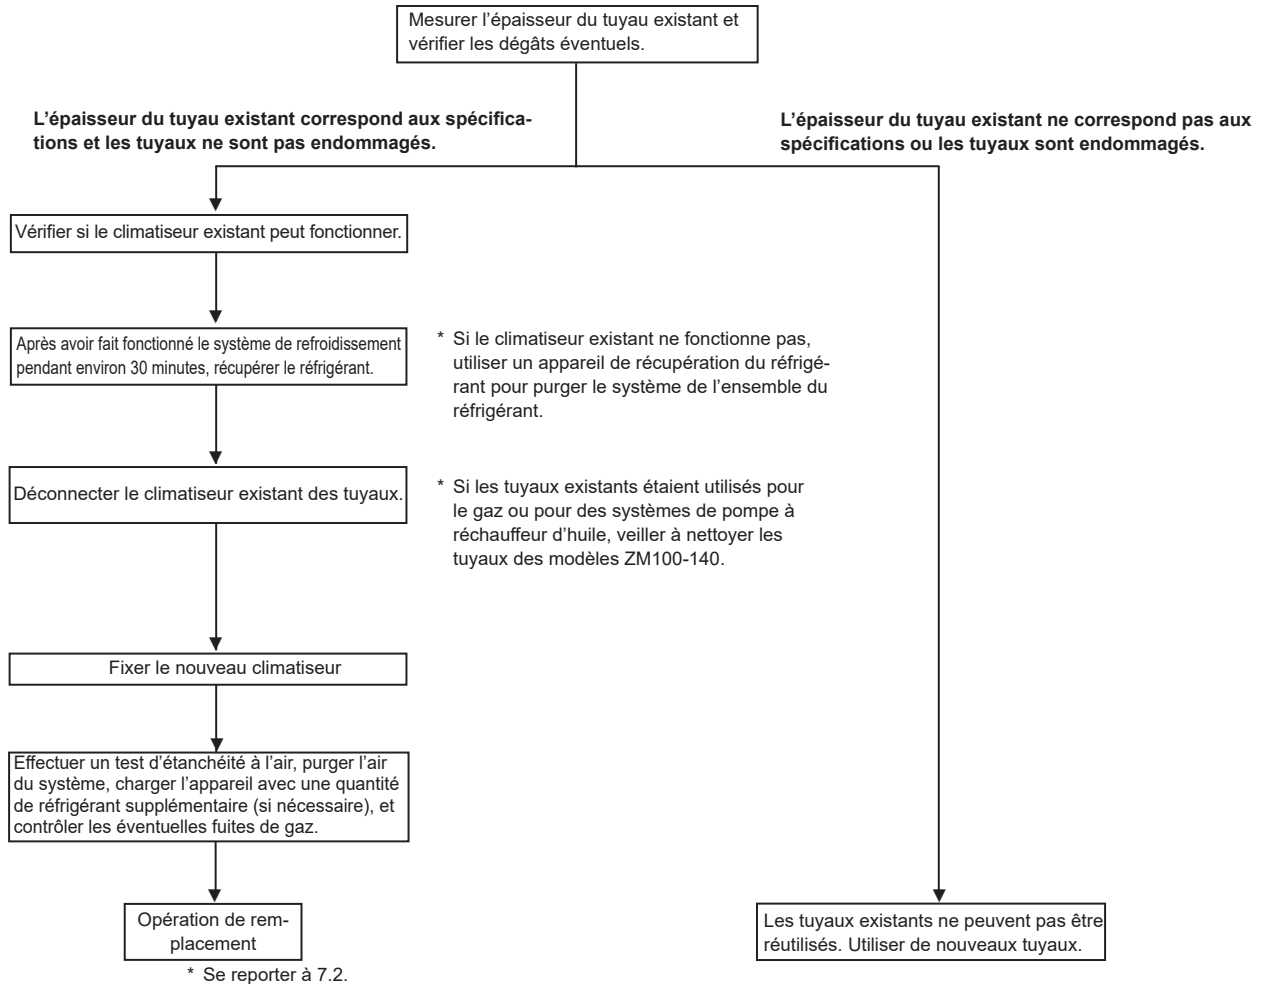 Mesurer l’épaisseur du tuyau existant et
vérifier les dégâts éventuels.
L’épaisseur du tuyau existant correspond aux spécifica-
tions et les tuyaux ne sont pas endommagés.
L’épaisseur du tuyau existant ne correspond pas aux
spécifications ou les tuyaux sont endommagés.
Vérifier si le climatiseur existant peut fonctionner.
Après avoir fait fonctionné le système de refroidissement
pendant environ 30 minutes, récupérer le réfrigérant.
* Si le climatiseur existant ne fonctionne pas,
utiliser un appareil de récupération du réfrigé-
rant pour purger le système de l’ensemble du
réfrigérant.
Déconnecter le climatiseur existant des tuyaux.
* Si les tuyaux existants étaient utilisés pour
le gaz ou pour des systèmes de pompe à
réchauffeur d’huile, veiller à nettoyer les
tuyaux des modèles ZM100-140.
Fixer le nouveau climatiseur
Effectuer un test d’étanchéité à l’air, purger l’air
du système, charger l’appareil avec une quantité
de réfrigérant supplémentaire (si nécessaire), et
contrôler les éventuelles fuites de gaz.
Opération de rem-
placement
* Se reporter à 7.2.
Les tuyaux existants ne peuvent pas être
réutilisés. Utiliser de nouveaux tuyaux.